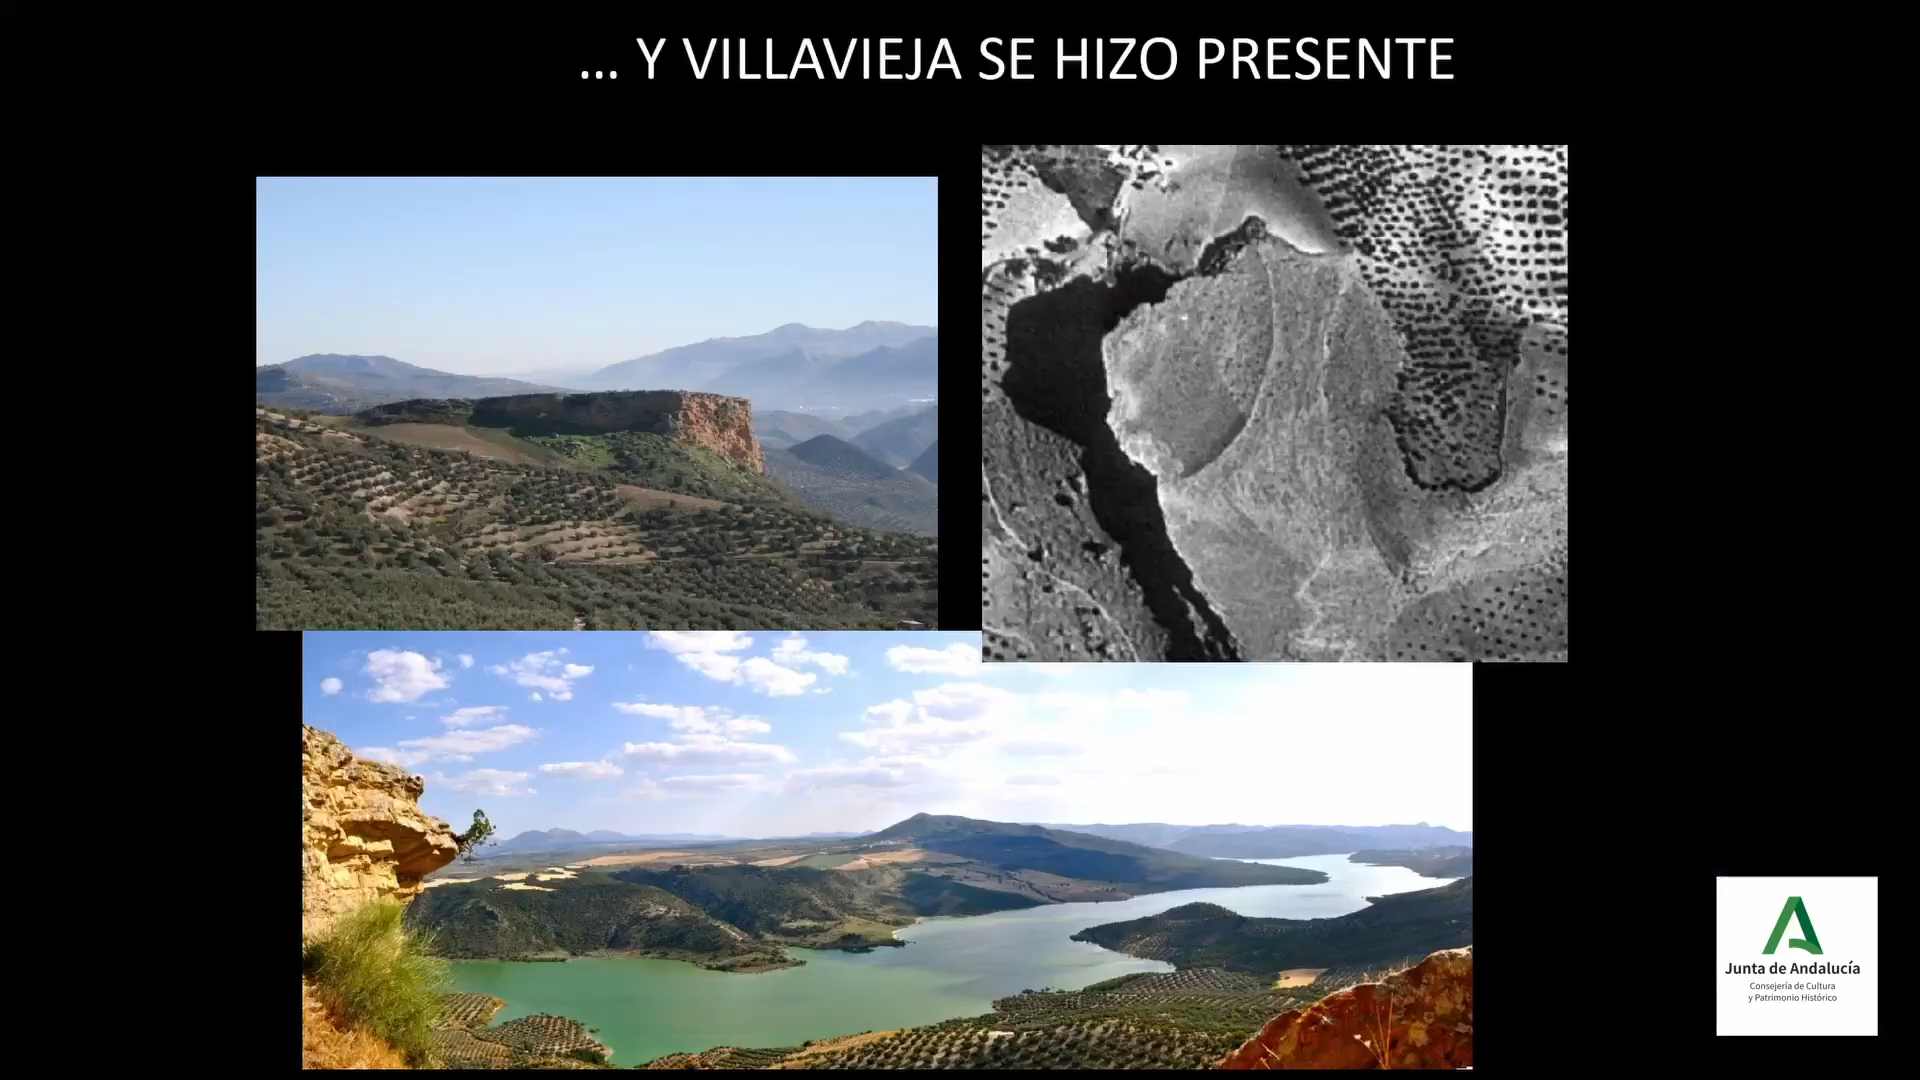 ... Y VILLAVIEJA SE HIZO PRESENTE
Junta de Andalucía
Consejería de Cultura
y Patrimonio Histórico